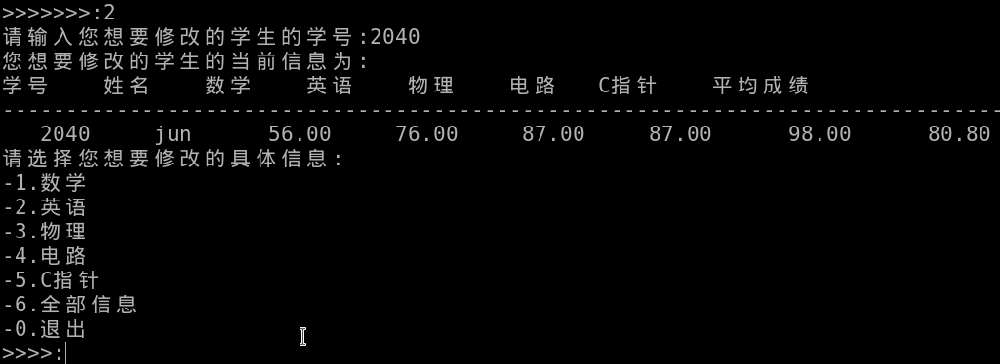 >>>>>>>:2
请输入您想要修改的学生的学号:2040
您想要修改的学生的当前信息为:
学号 姓名 数学 英语 物理 电路 C指针 平均成绩
--------------------------------------------------------------------------------
2040 jun 56.00 76.00 87.00 87.00 98.00 80.80
请选择您想要修改的具体信息:
-1.数学
-2.英语
-3.物理
-4.电路
-5.C指针
-6.全部信息
-0.退出
>>>>: